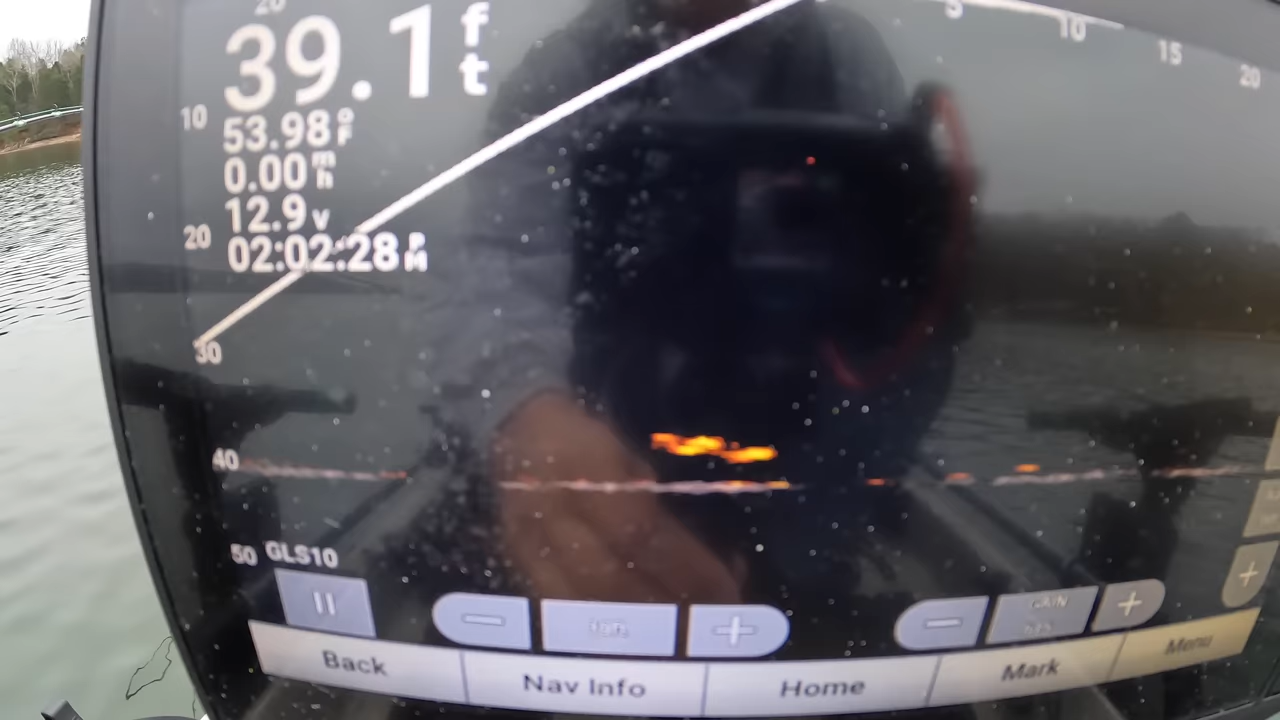 20
39.1 ft
5
10
15
20
10
53.98 °F
0.00 mh
12.9 v
20
02:02:28 PM
30
40
50
GLS10
GAIN
Back
Nav Info
Home
Mark
Menu